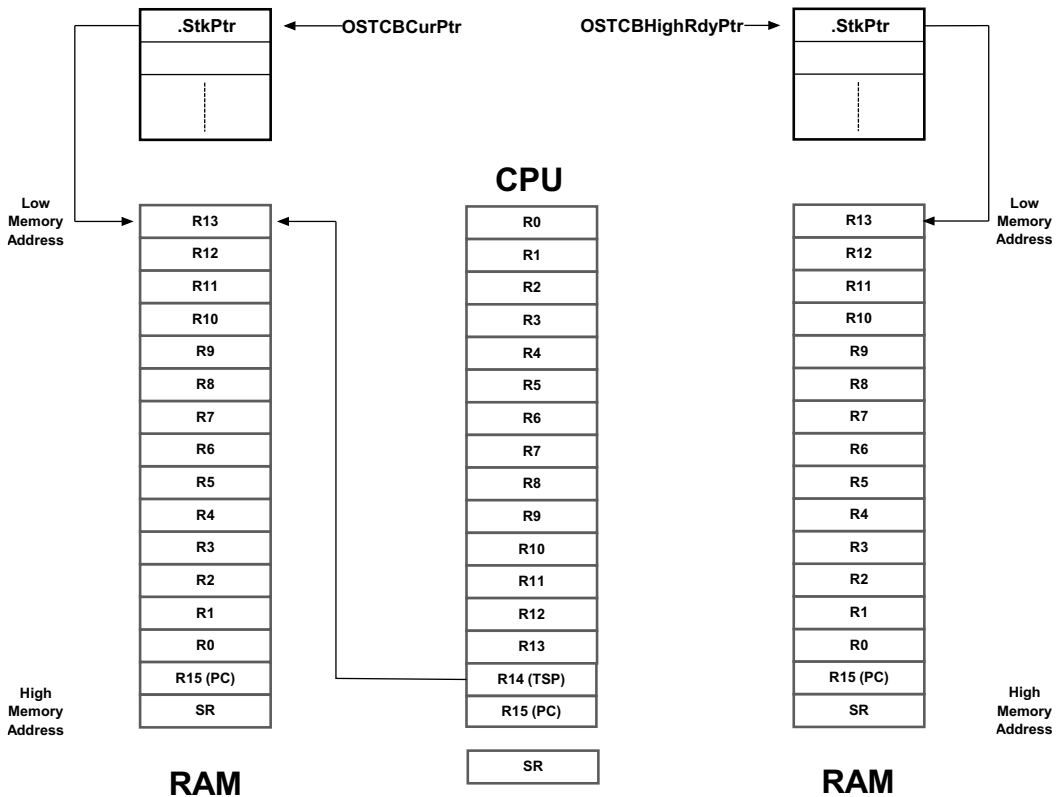 .StkPtr
OSTCBCurPtr
OSTCBHighRdyPtr
.StkPtr
CPU
Low
Memory
Address
R13
R12
R11
R10
R9
R8
R7
R6
R5
R4
R3
R2
R1
R0
R15 (PC)
SR
High
Memory
Address
RAM
R0
R1
R2
R3
R4
R5
R6
R7
R8
R9
R10
R11
R12
R13
R14 (TSP)
R15 (PC)
SR
Low
Memory
Address
R13
R12
R11
R10
R9
R8
R7
R6
R5
R4
R3
R2
R1
R0
R15 (PC)
SR
High
Memory
Address
RAM